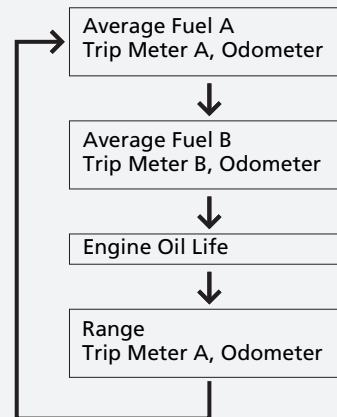 Average Fuel A
Trip Meter A, Odometer
Average Fuel B
Trip Meter B, Odometer
Engine Oil Life
Range
Trip Meter A, Odometer